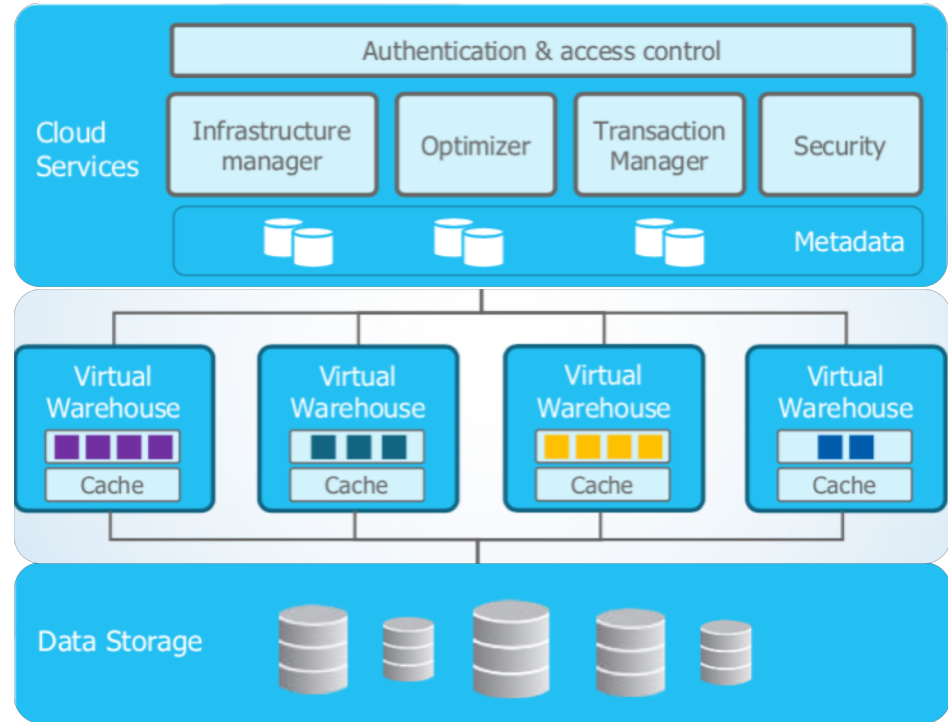 Authentication & access control
Cloud
Services
Infrastructure
manager
Optimizer
Transaction
Manager
Security
Metadata
Virtual
Warehouse
Cache
Virtual
Warehouse
Cache
Virtual
Warehouse
Cache
Virtual
Warehouse
Cache
Data Storage